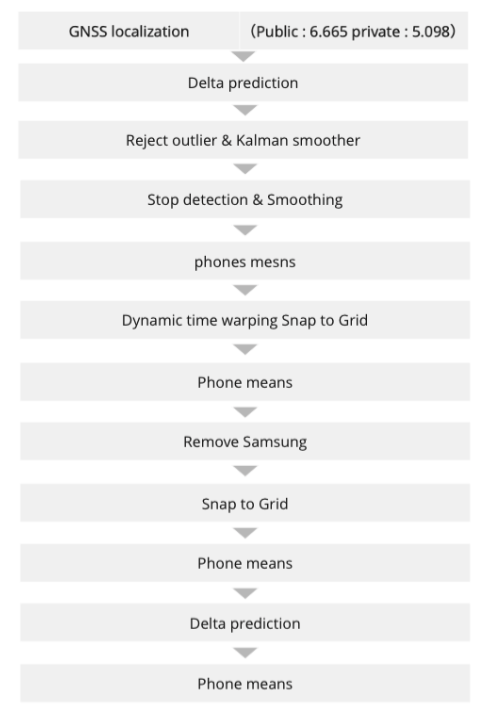 GNSS localization (Public : 6.665 private : 5.098)
Delta prediction
Reject outlier & Kalman smoother
Stop detection & Smoothing
phones mesns
Dynamic time warping Snap to Grid
Phone means
Remove Samsung
Snap to Grid
Phone means
Delta prediction
Phone means